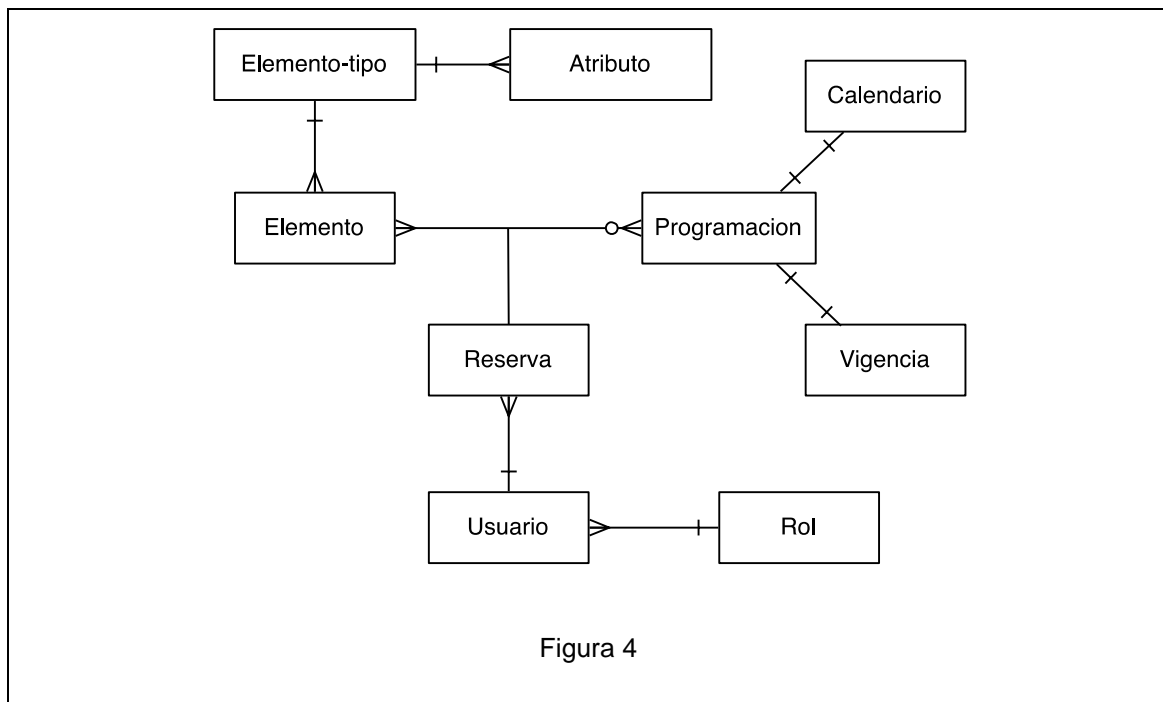 Elemento-tipo
Atributo
Calendario
Elemento
Programacion
Reserva
Vigencia
Usuario
Rol
Figura 4